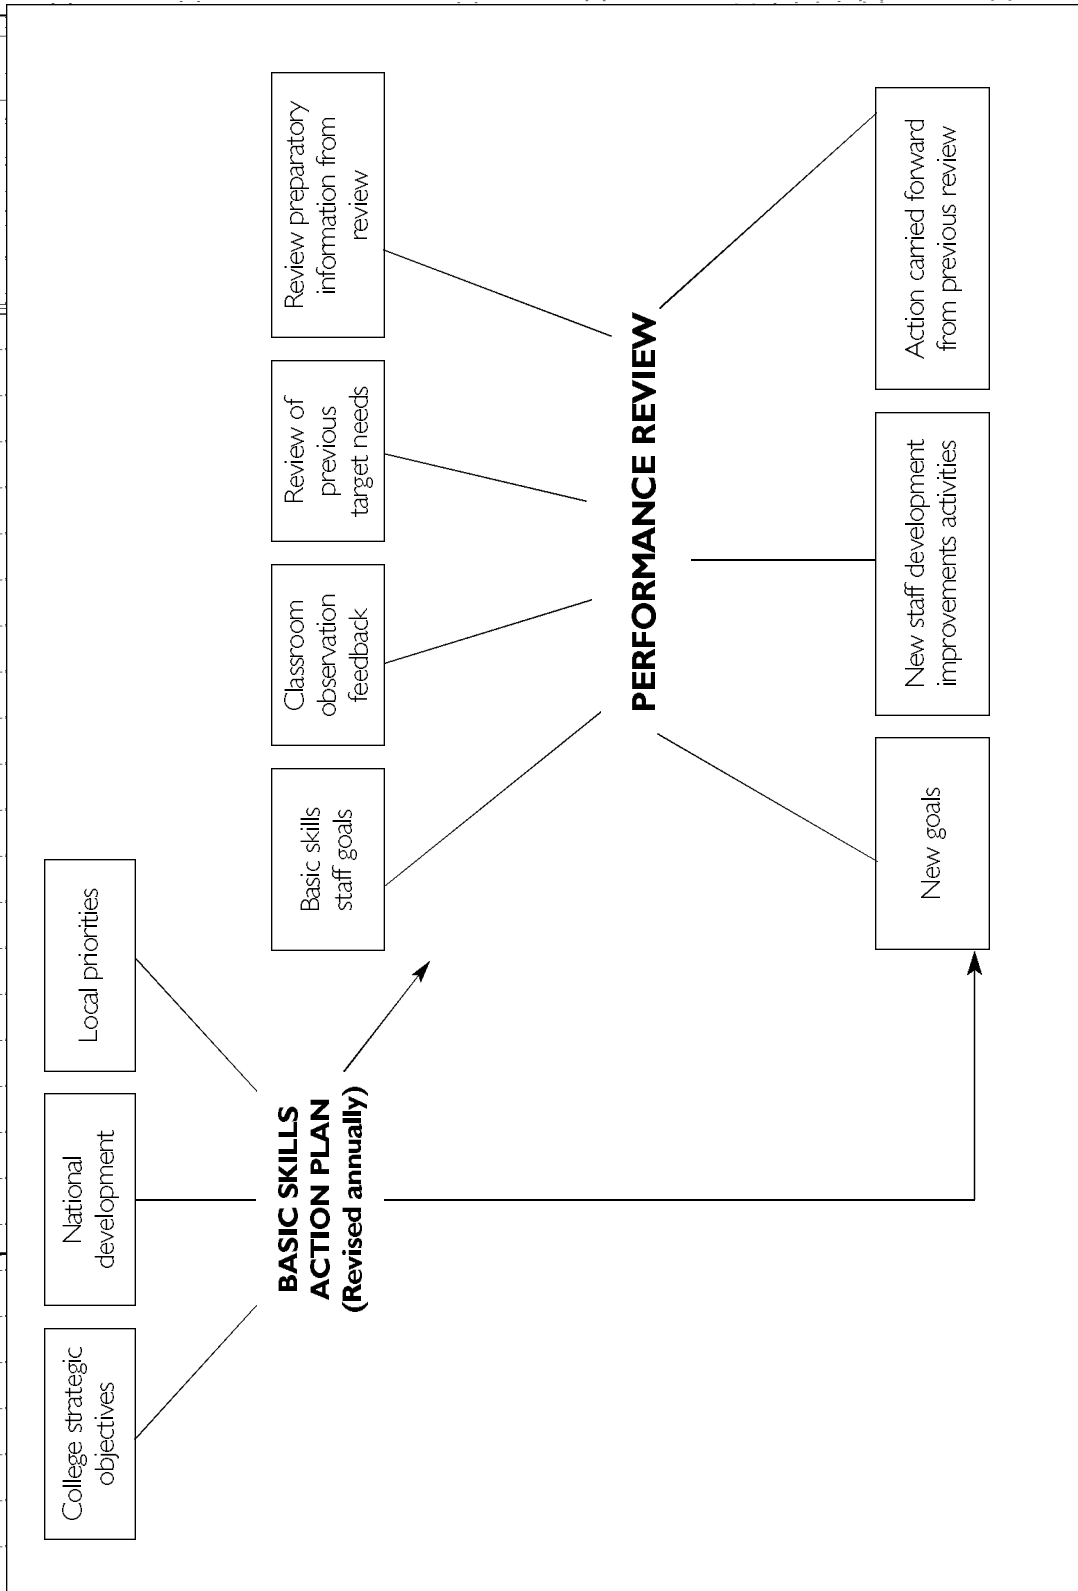 College strategic
objectives
National
development
Local priorities
BASIC SKILLS
ACTION PLAN
(Revised annually)
Basic skills
staff goals
Classroom
observation
feedback
Review of
previous
target needs
Review preparatory
information from
review
PERFORMANCE REVIEW
New goals
New staff development
improvements activities
Action carried forward
from previous review